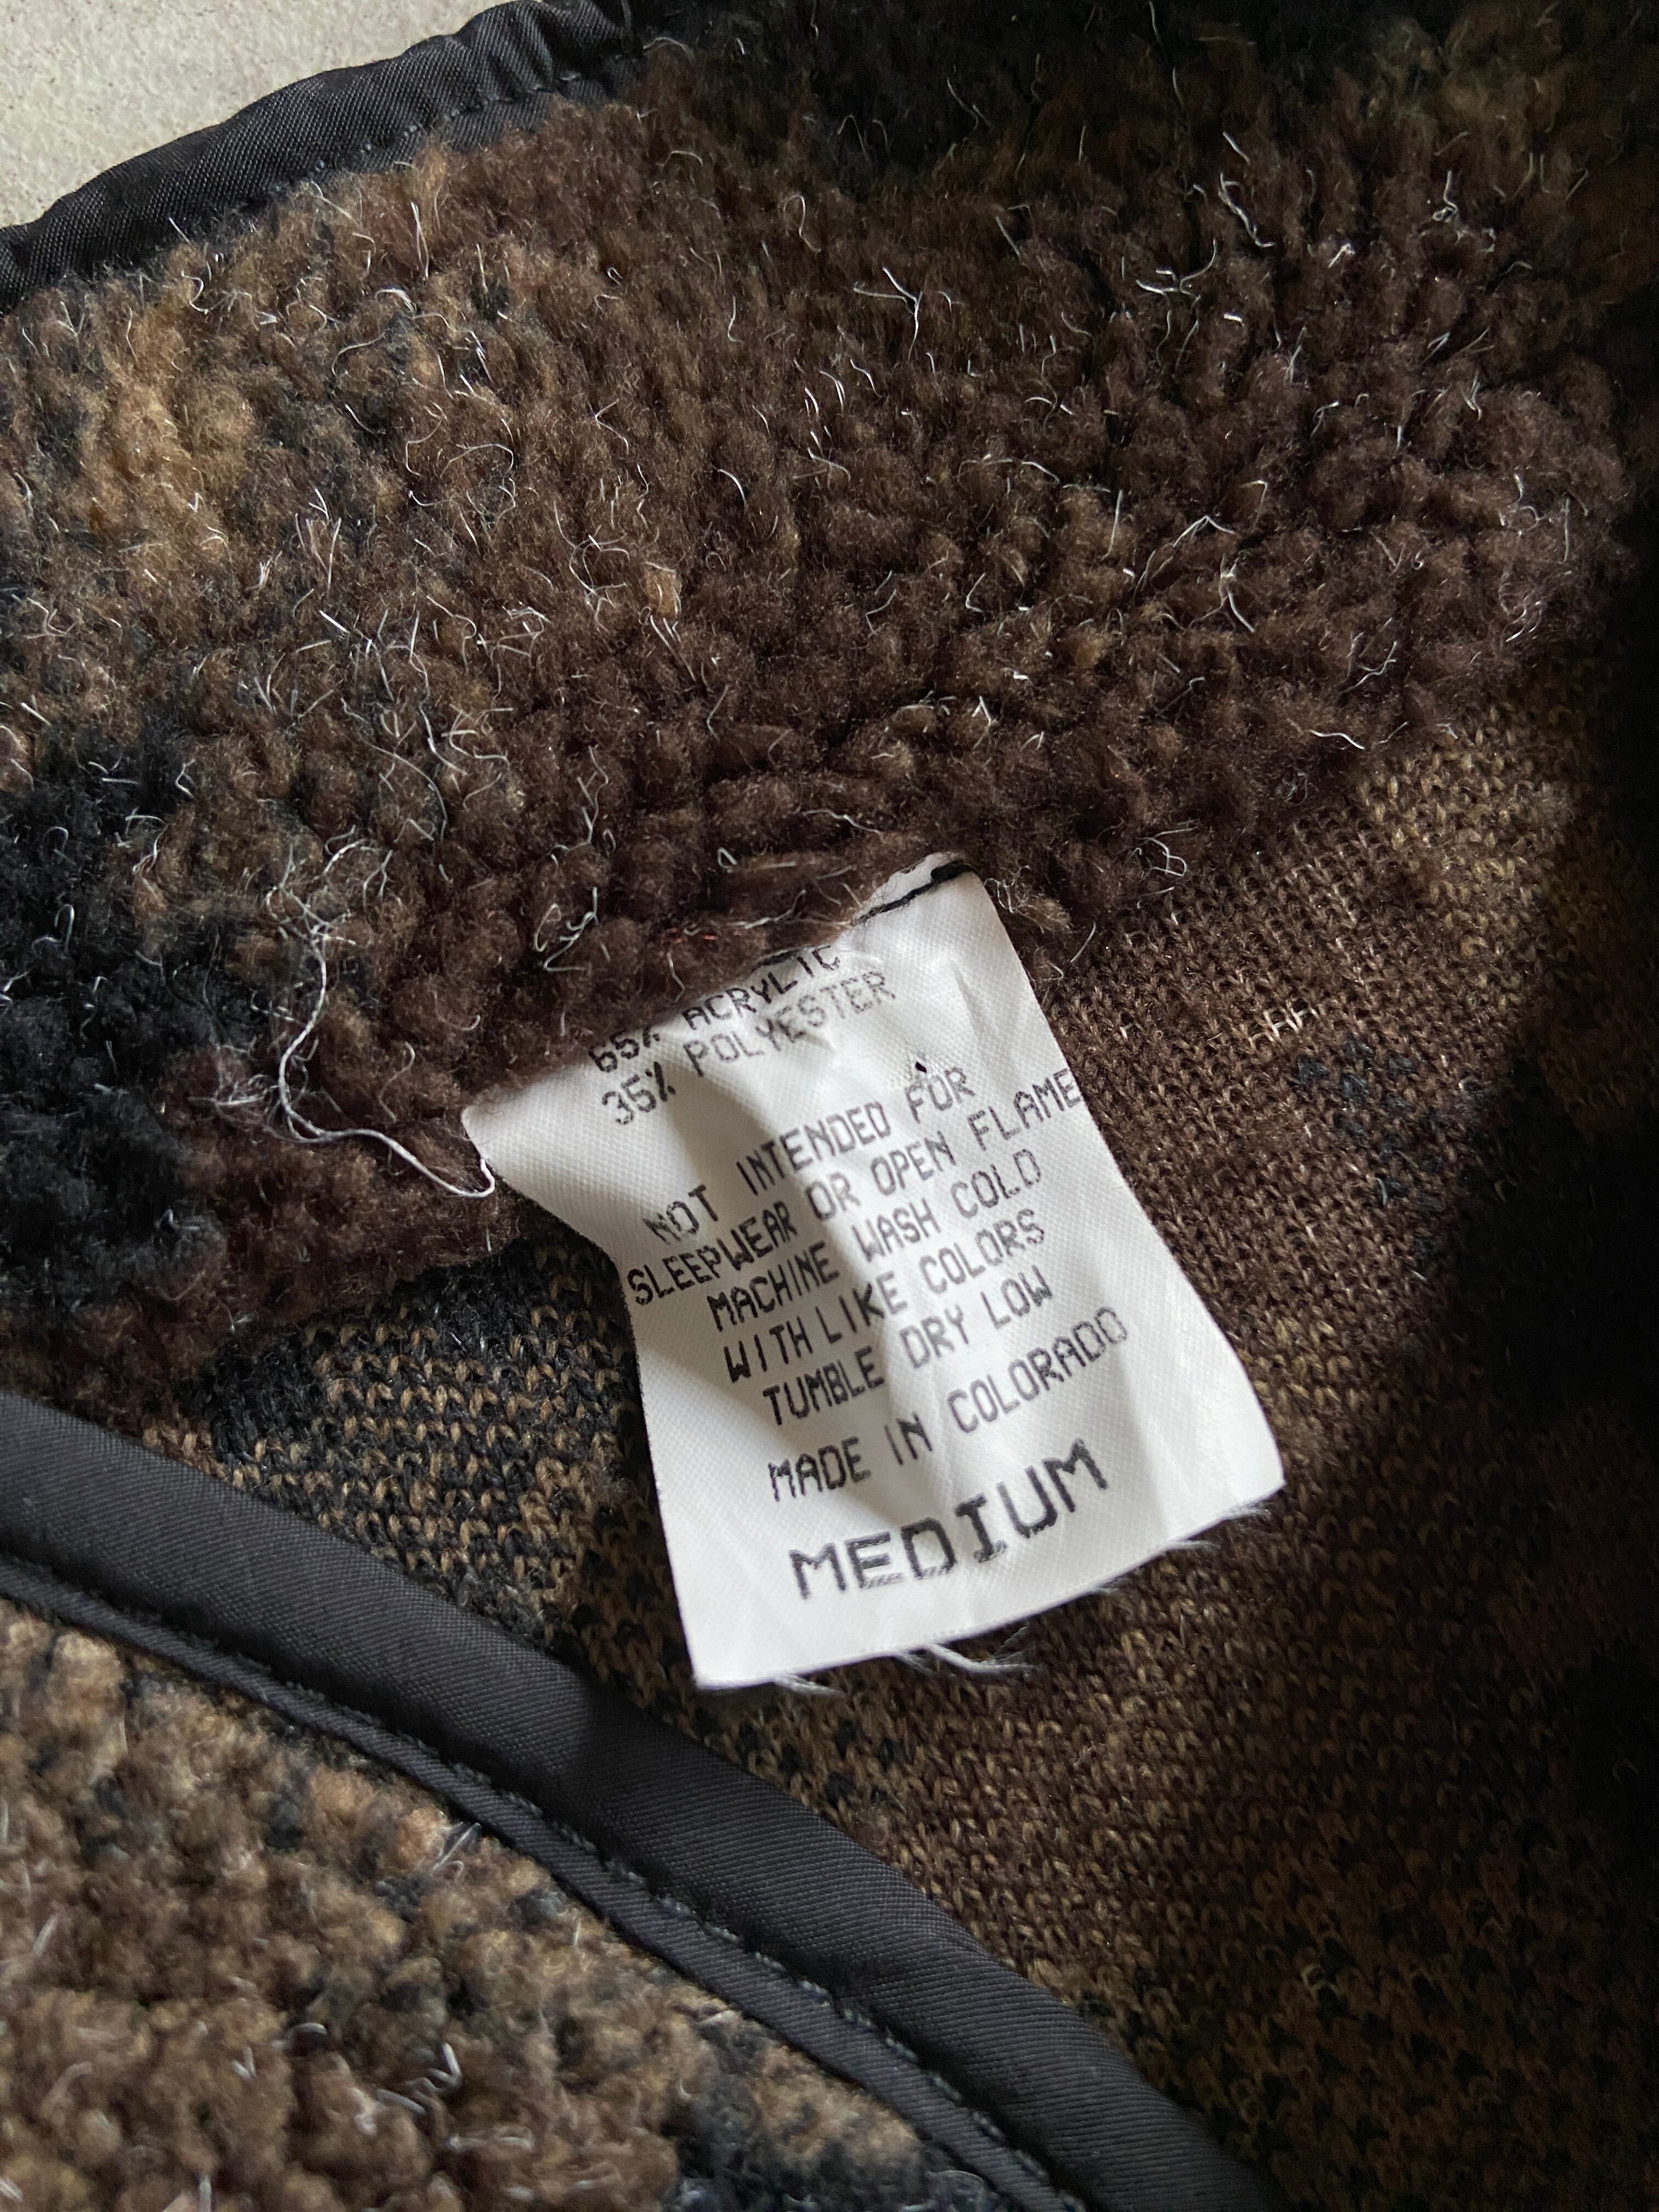 65% ACRYLIC
35% POLYESTER
NOT INTENDED FOR
SLEEPWEAR OR OPEN FLAME
MACHINE WASH COLD
WITH LIKE COLORS
TUMBLE DRY LOW
MADE IN COLORADO
MEDIUM